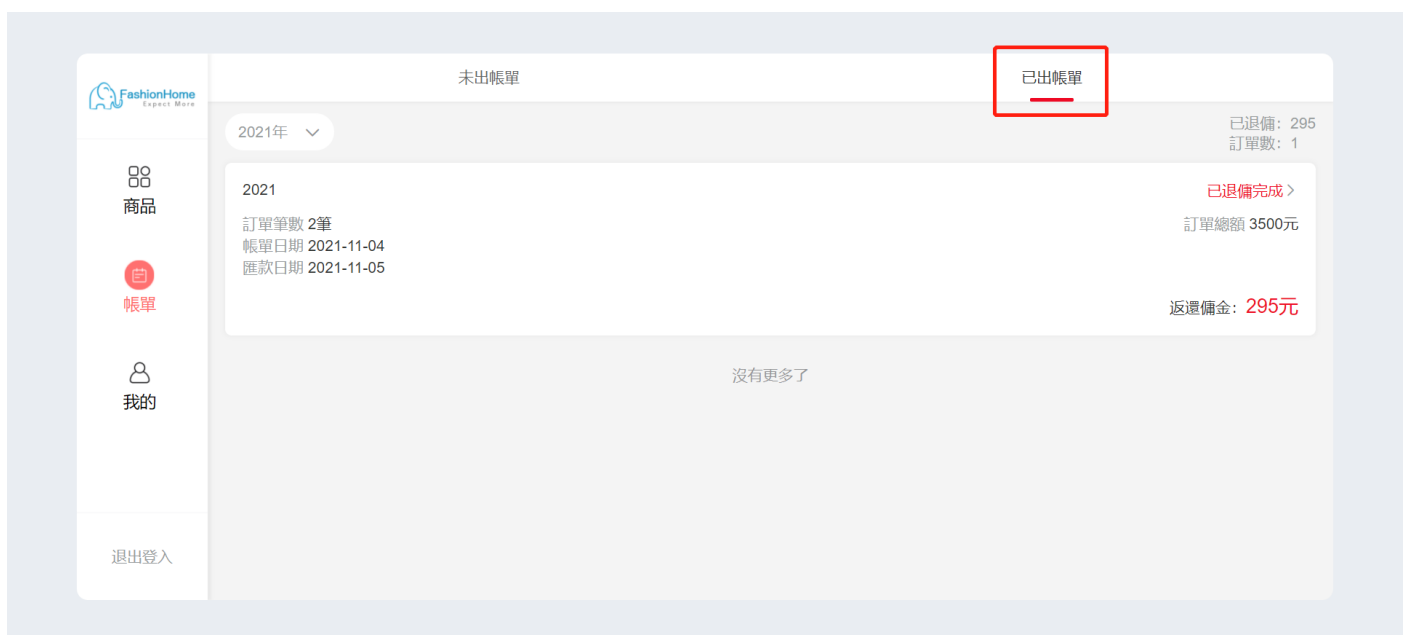 FashionHome
Expect More
未出帳單
已出帳單
2021年
已退傭：295
訂單數：1
商品
帳單
我的
退出登入
2021
已退傭完成
訂單筆數 2筆
訂單總額 3500元
帳單日期 2021-11-04
匯款日期 2021-11-05
返還傭金：295元
沒有更多了